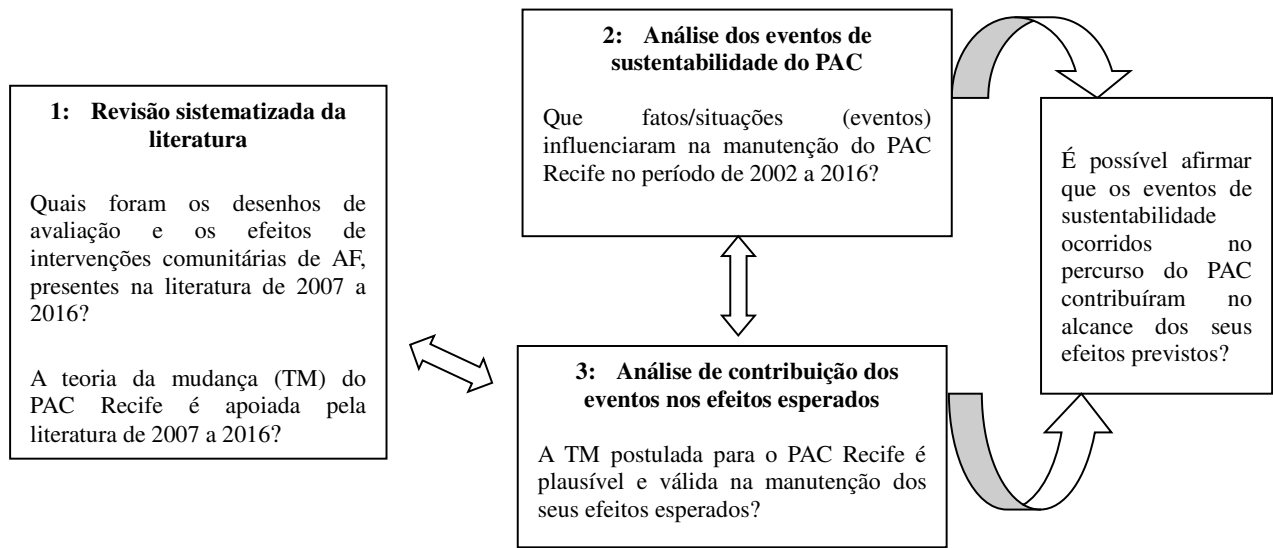 1: Revisão sistematizada da
literatura
Quais foram os desenhos de
avaliação e os efeitos de
intervenções comunitárias de AF,
presentes na literatura de 2007 a
2016?
A teoria da mudança (TM) do
PAC Recife é apoiada pela
literatura de 2007 a 2016?
2: Análise dos eventos de
sustentabilidade do PAC
Que fatos/situações (eventos)
influenciaram na manutenção do PAC
Recife no período de 2002 a 2016?
3: Análise de contribuição dos
eventos nos efeitos esperados
A TM postulada para o PAC Recife é
plausível e válida na manutenção dos
seus efeitos esperados?
É possível afirmar
que os eventos de
sustentabilidade
ocorridos no
percurso do PAC
contribuíram no
alcance dos seus
efeitos previstos?